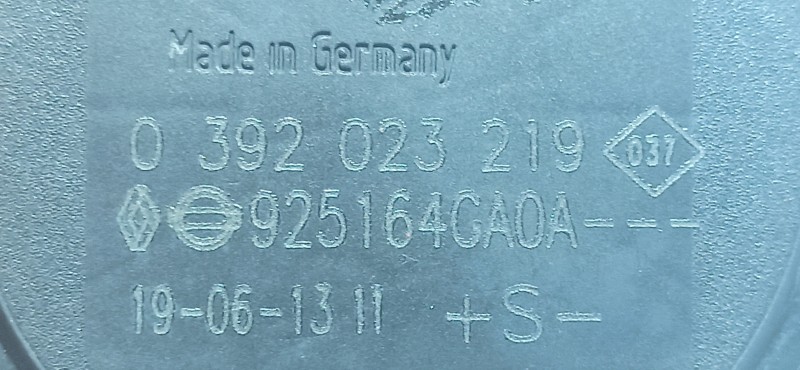 Made in Germany
0 392 023 219 037
925164GA0A---
19-06-13 11 +S-